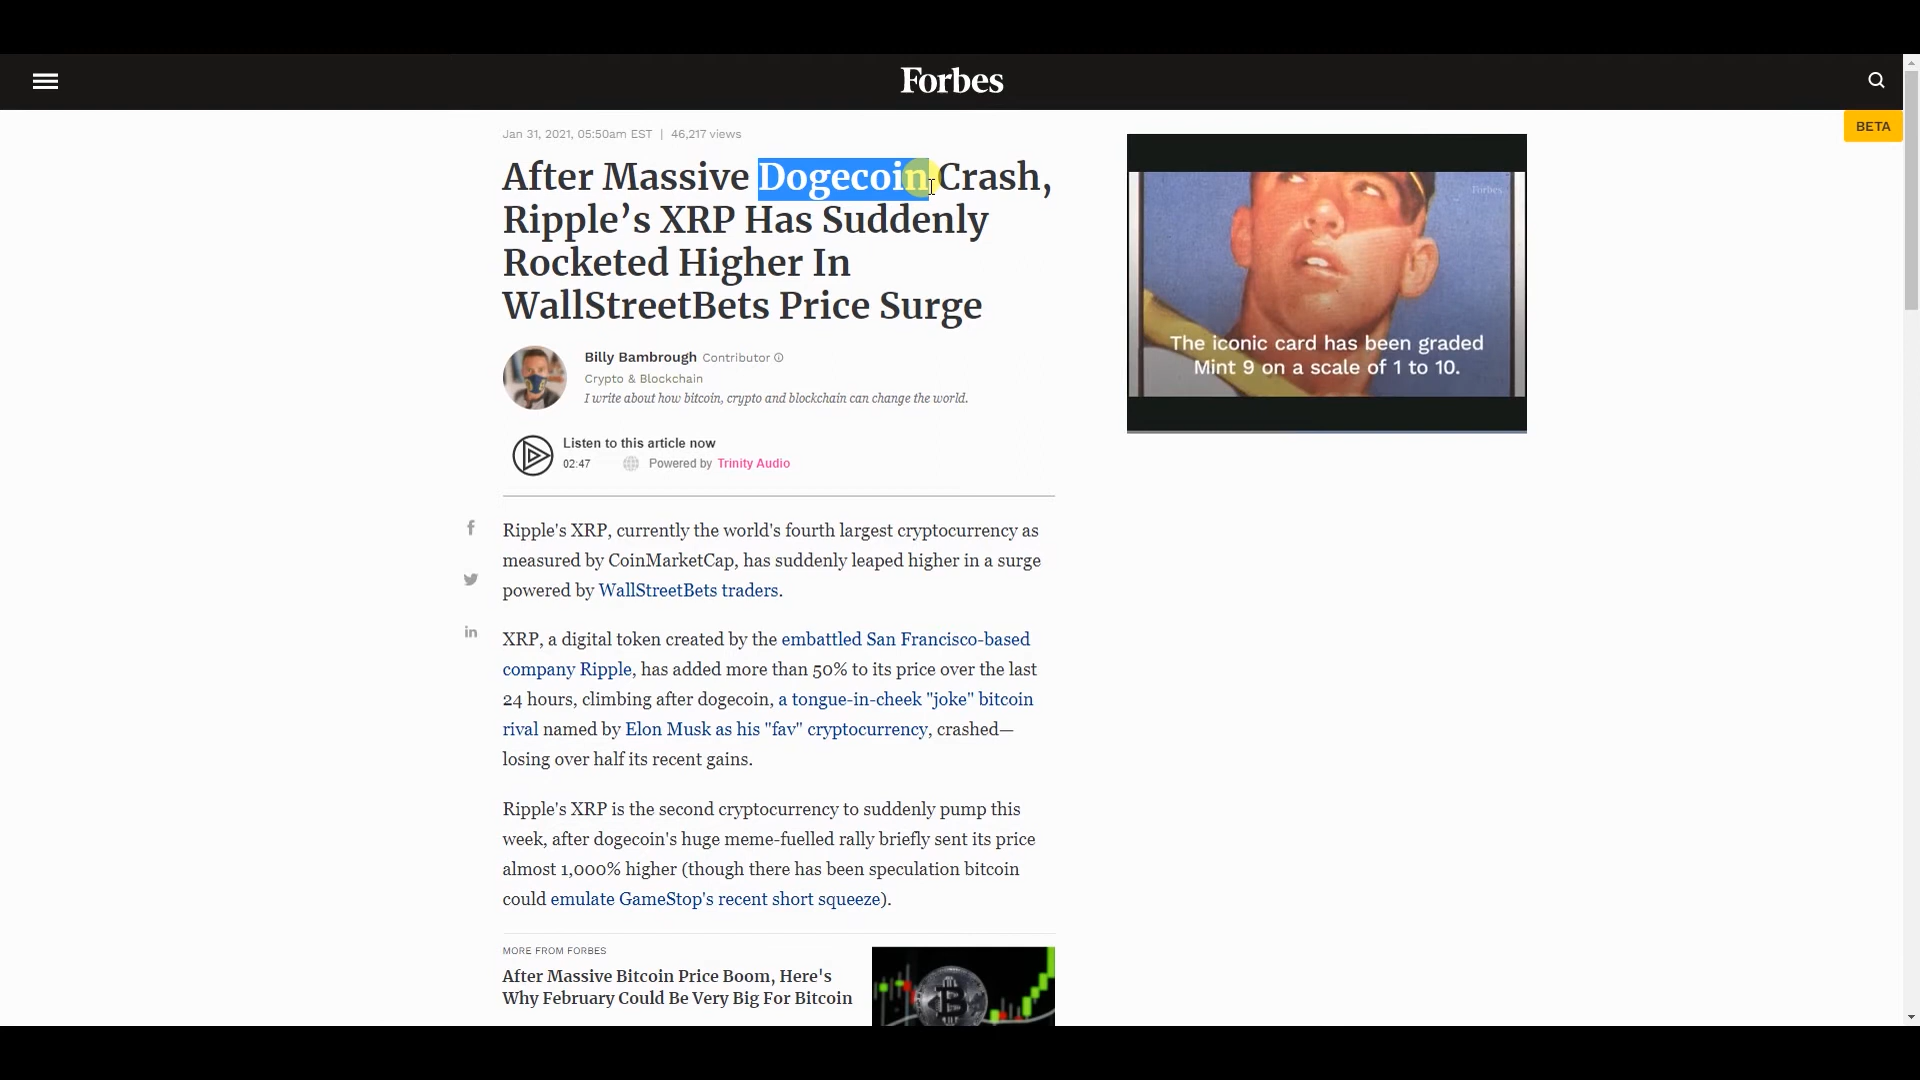 Forbes
BETA
Jan 31, 2021, 05:50am EST | 46,217 views
After Massive Dogecoin Crash,
Ripple’s XRP Has Suddenly
Rocketed Higher In
WallStreetBets Price Surge
Billy Bambrough Contributor
Crypto & Blockchain
I write about how bitcoin, crypto and blockchain can change the world.
Listen to this article now
02:47 Powered by Trinity Audio
Forbes
The iconic card has been graded
Mint 9 on a scale of 1 to 10.
Ripple's XRP, currently the world's fourth largest cryptocurrency as
measured by CoinMarketCap, has suddenly leaped higher in a surge
powered by WallStreetBets traders.
XRP, a digital token created by the embattled San Francisco-based
company Ripple, has added more than 50% to its price over the last
24 hours, climbing after dogecoin, a tongue-in-cheek "joke" bitcoin
rival named by Elon Musk as his "fav" cryptocurrency, crashed—
losing over half its recent gains.
Ripple's XRP is the second cryptocurrency to suddenly pump this
week, after dogecoin's huge meme-fuelled rally briefly sent its price
almost 1,000% higher (though there has been speculation bitcoin
could emulate GameStop's recent short squeeze).
MORE FROM FORBES
After Massive Bitcoin Price Boom, Here's
Why February Could Be Very Big For Bitcoin